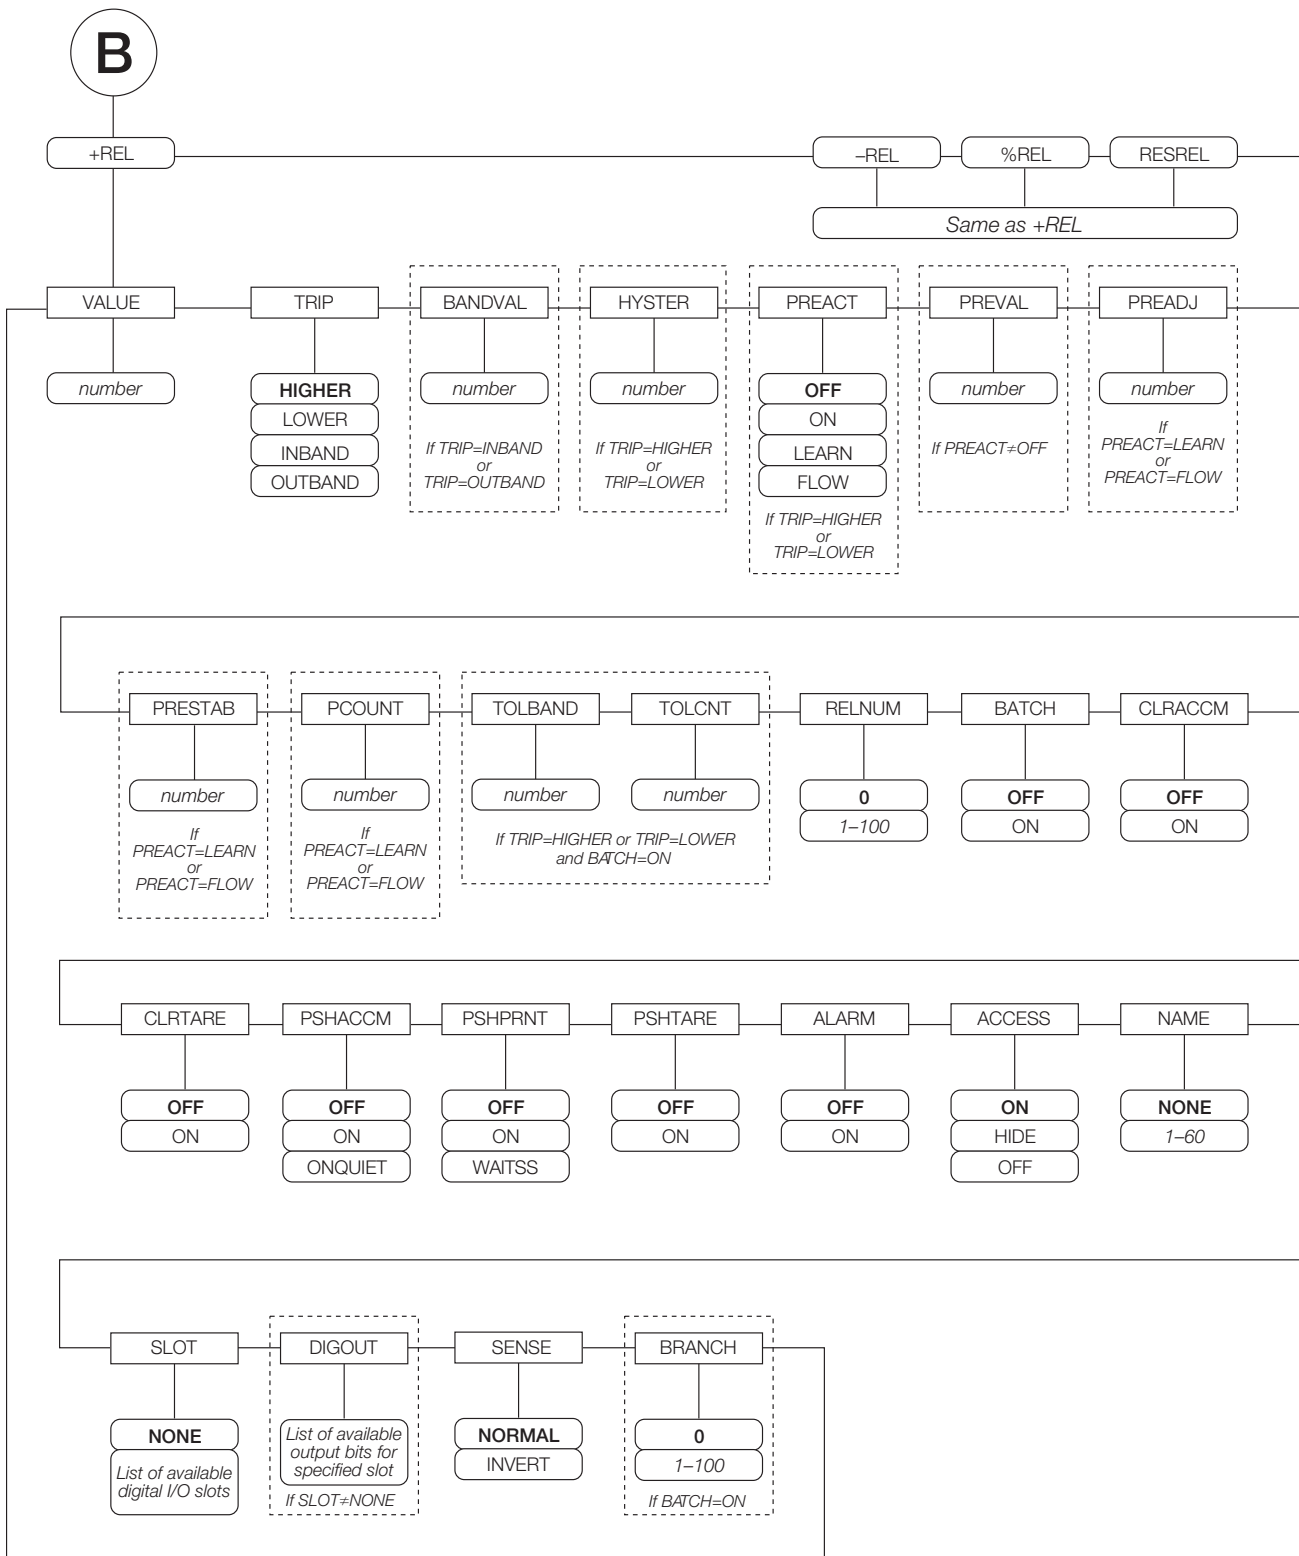 B
+REL
–REL
%REL
RESREL
Same as +REL
VALUE
TRIP
BANDVAL
HYSTER
PREACT
PREVAL
PREADJ
number
HIGHER
LOWER
INBAND
OUTBAND
number
If TRIP=INBAND
or
TRIP=OUTBAND
number
If TRIP=HIGHER
or
TRIP=LOWER
OFF
ON
LEARN
FLOW
If TRIP=HIGHER
or
TRIP=LOWER
number
If PREACT≠OFF
number
If
PREACT=LEARN
or
PREACT=FLOW
PRESTAB
PCOUNT
TOLBAND
TOLCNT
RELNUM
BATCH
CLRACCM
number
If
PREACT=LEARN
or
PREACT=FLOW
number
If
PREACT=LEARN
or
PREACT=FLOW
number
number
If TRIP=HIGHER or TRIP=LOWER
and BATCH=ON
0
1–100
OFF
ON
OFF
ON
CLRTARE
PSHACCM
PSHPRNT
PSHTARE
ALARM
ACCESS
NAME
OFF
ON
OFF
ON
ONQUIET
OFF
ON
WAITSS
OFF
ON
OFF
ON
ON
HIDE
OFF
NONE
1–60
SLOT
DIGOUT
SENSE
BRANCH
NONE
List of available
digital I/O slots
List of available
output bits for
specified slot
If SLOT≠NONE
NORMAL
INVERT
0
1–100
If BATCH=ON